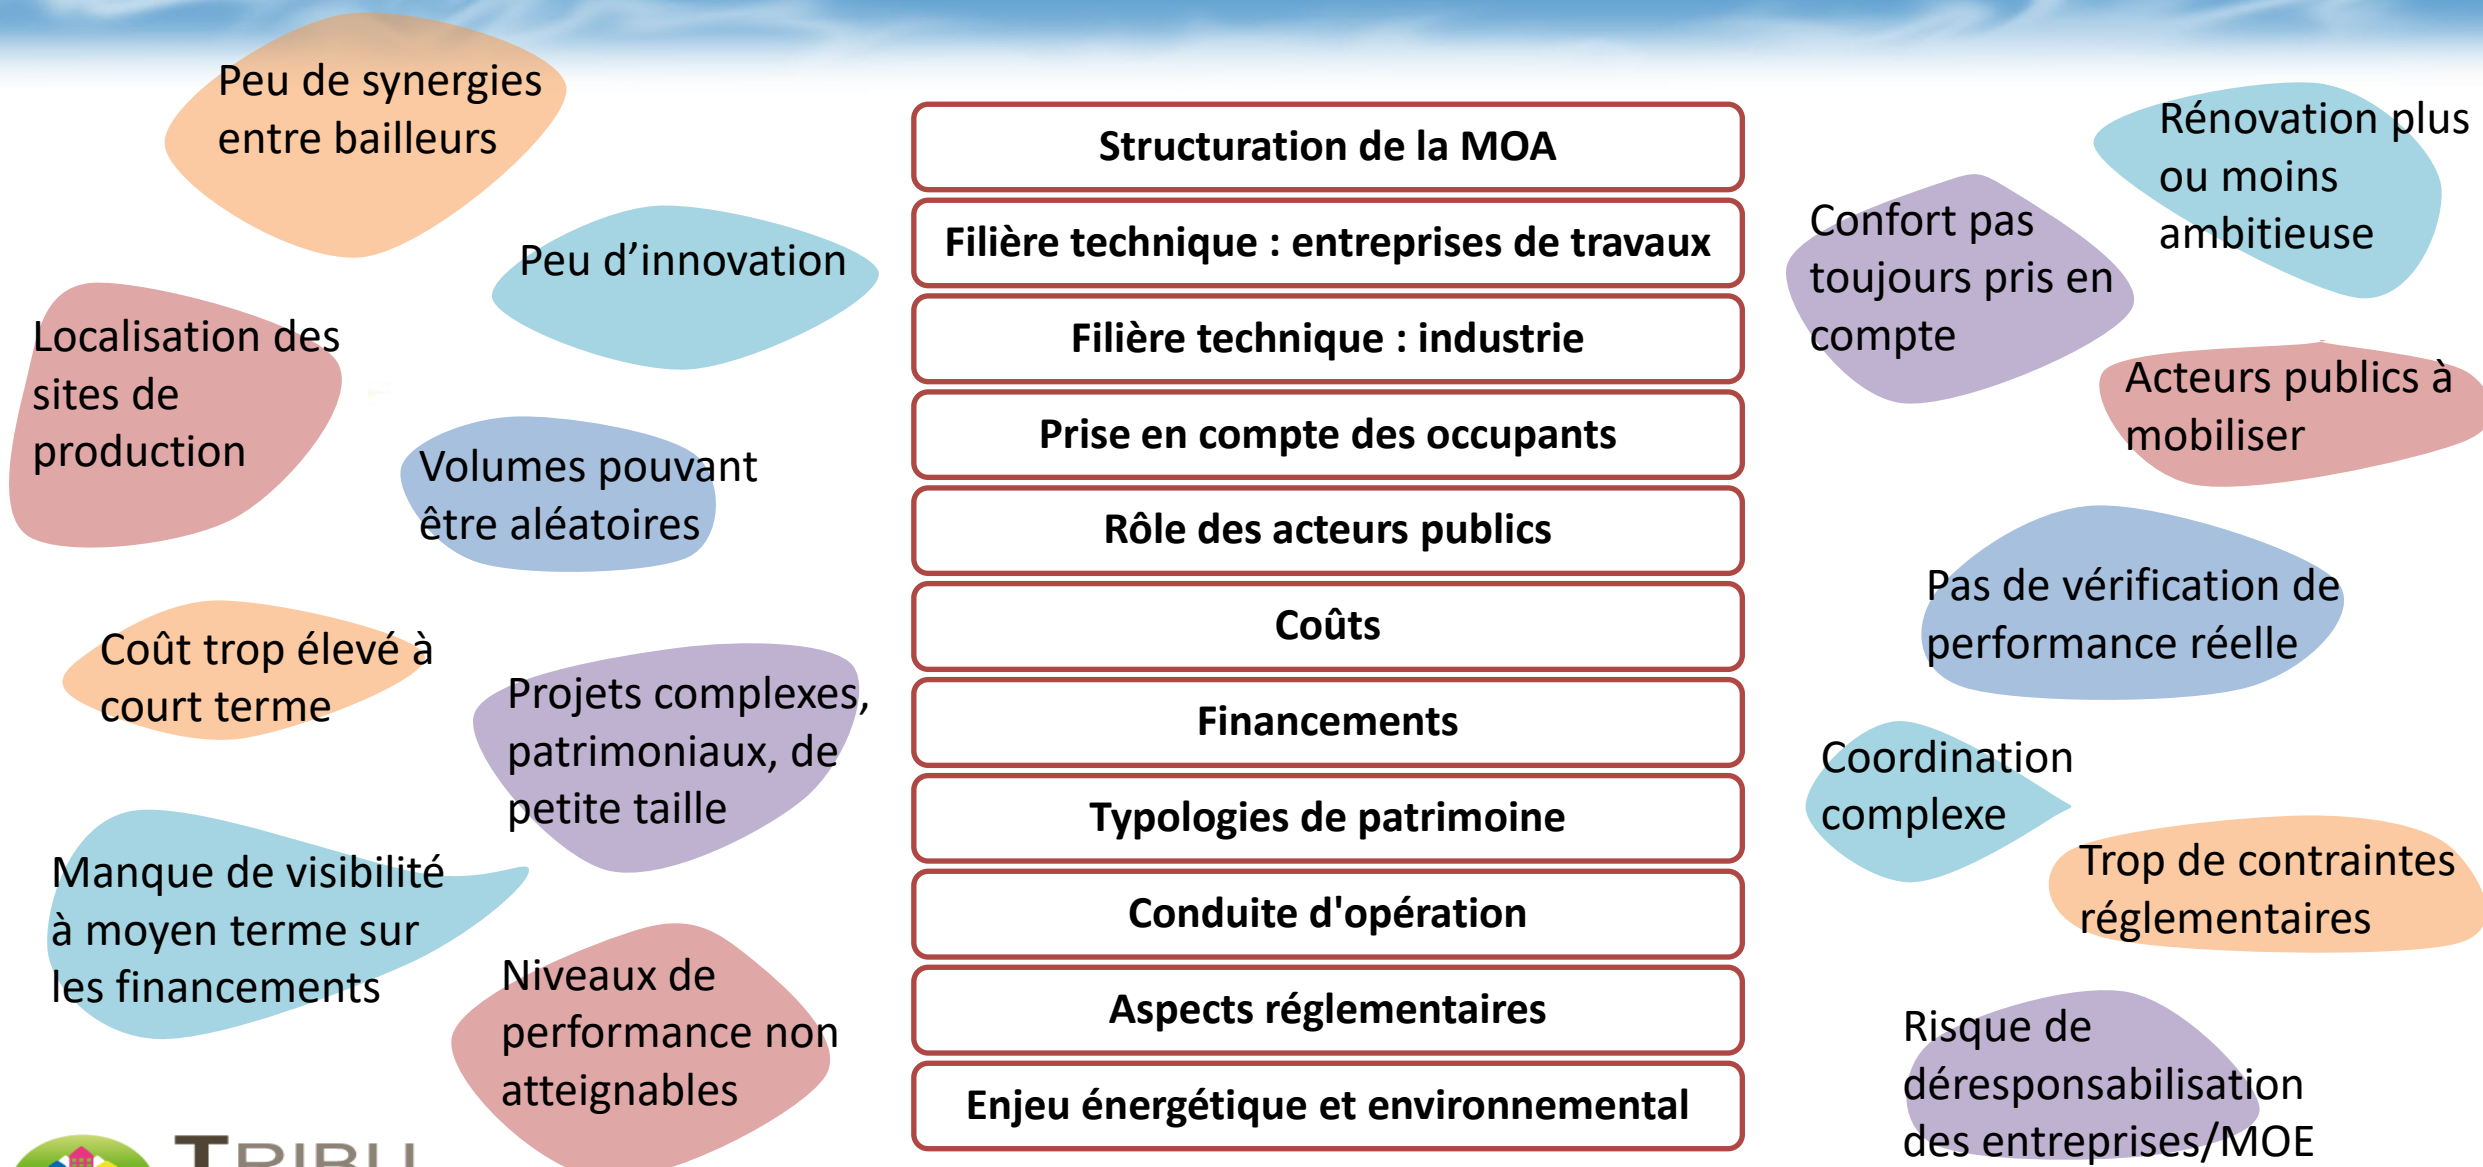 Peu de synergies
entre bailleurs
Peu d’innovation
Localisation des
sites de
production
Volumes pouvant
être aléatoires
Coût trop élevé à
court terme
Projets complexes,
patrimoniaux, de
petite taille
Manque de visibilité
à moyen terme sur
les financements
Niveaux de
performance non
atteignables
TRIBU
Structuration de la MOA
Filière technique : entreprises de travaux
Filière technique : industrie
Prise en compte des occupants
Rôle des acteurs publics
Coûts
Financements
Typologies de patrimoine
Conduite d'opération
Aspects réglementaires
Enjeu énergétique et environnemental
Rénovation plus
ou moins
ambitieuse
Confort pas
toujours pris en
compte
Acteurs publics à
mobiliser
Pas de vérification de
performance réelle
Coordination
complexe
Trop de contraintes
réglementaires
Risque de
déresponsabilisation
des entreprises/MOE